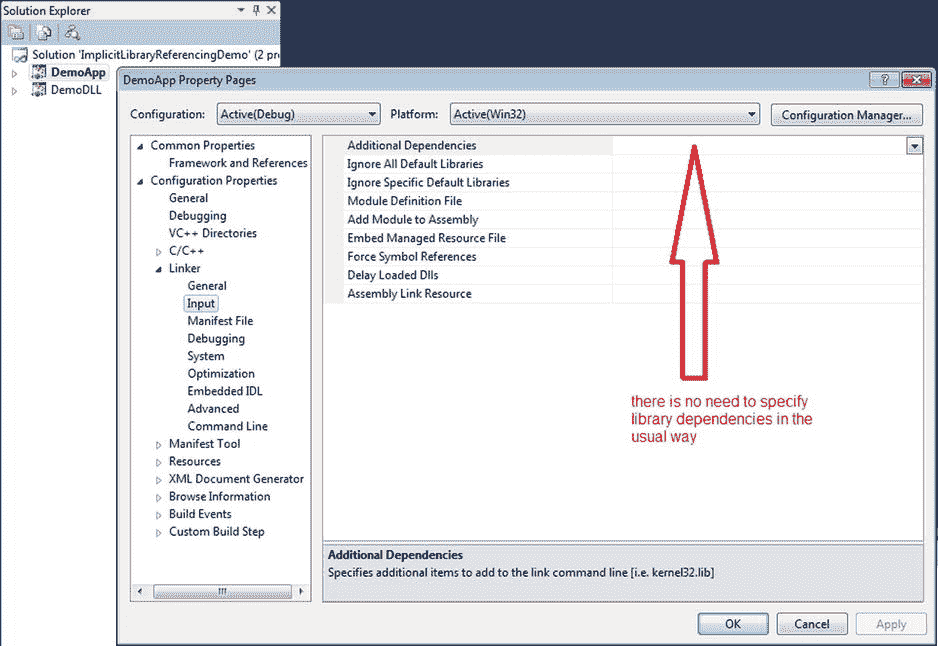 Solution Explorer
Solution 'ImplicitLibraryReferencingDemo' (2 pr
DemoApp
DemoDLL
DemoApp Property Pages
Configuration: Active(Debug) Platform: Active(Win32) Configuration Manager...
Common Properties
Framework and References
Configuration Properties
General
Debugging
VC++ Directories
C/C++
Linker
General
Input
Manifest File
Debugging
System
Optimization
Embedded IDL
Advanced
Command Line
Manifest Tool
Resources
XML Document Generator
Browse Information
Build Events
Custom Build Step
Additional Dependencies
Ignore All Default Libraries
Ignore Specific Default Libraries
Module Definition File
Add Module to Assembly
Embed Managed Resource File
Force Symbol References
Delay Loaded Dlls
Assembly Link Resource
there is no need to specify
library dependencies in the
usual way
Additional Dependencies
Specifies additional items to add to the link command line [i.e. kernel32.lib]
OK Cancel Apply